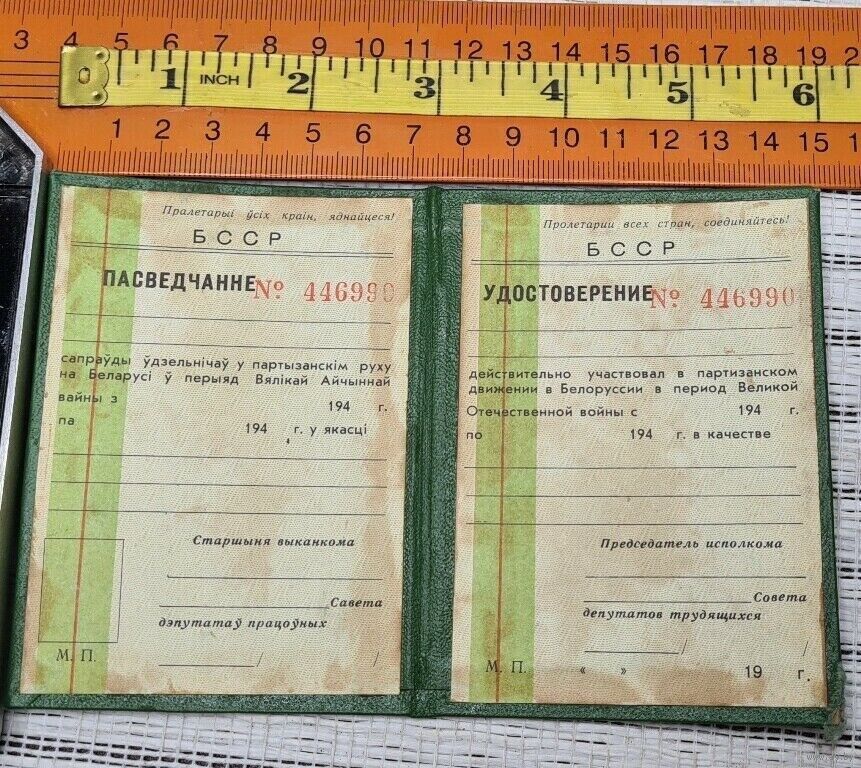 3 4 5 6 7 8 9 10 11 12 13 14 15 16 17 18 19 2
1 INCH 2 3 4 5 6
1 2 3 4 5 6 7 8 9 10 11 12 13 14 15 1
Пралетарыі ўсіх краін, яднайцеся!
БССР
ПАСВЕДЧАННЕ № 446990
сапраўды ўдзельнічаў у партызанскім руху
на Беларусі ў перыяд Вялікай Айчыннай
вайны з 194 г.
па 194 г. у якасці
Старшыня выканкома
Савета
дэпутатаў працоўных
М. П. / /
Пролетарии всех стран, соединяйтесь!
БССР
УДОСТОВЕРЕНИЕ № 446990
действительно участвовал в партизанском
движении в Белоруссии в период Великой
Отечественной войны с 194 г.
по 194 г. в качестве
Председатель исполкома
Совета
депутатов трудящихся
М. П. « » 19 г.